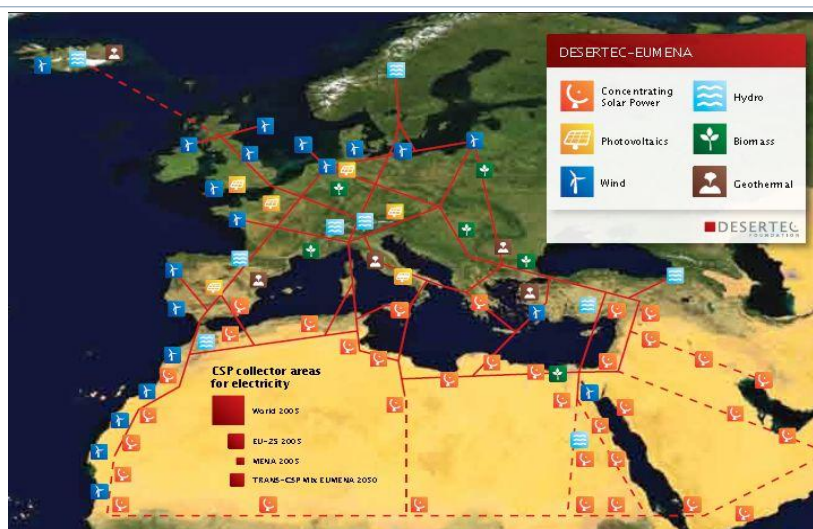 DESERTEC-EUMENA
Concentrating
Solar Power
Hydro
Photovoltaics
Biomass
Wind
Geothermal
DESERTEC
FOUNDATION
CSP collector areas
for electricity
World 2005
EU-25 2005
MENA 2005
TRANS-CSP Mix EUMENA 2050